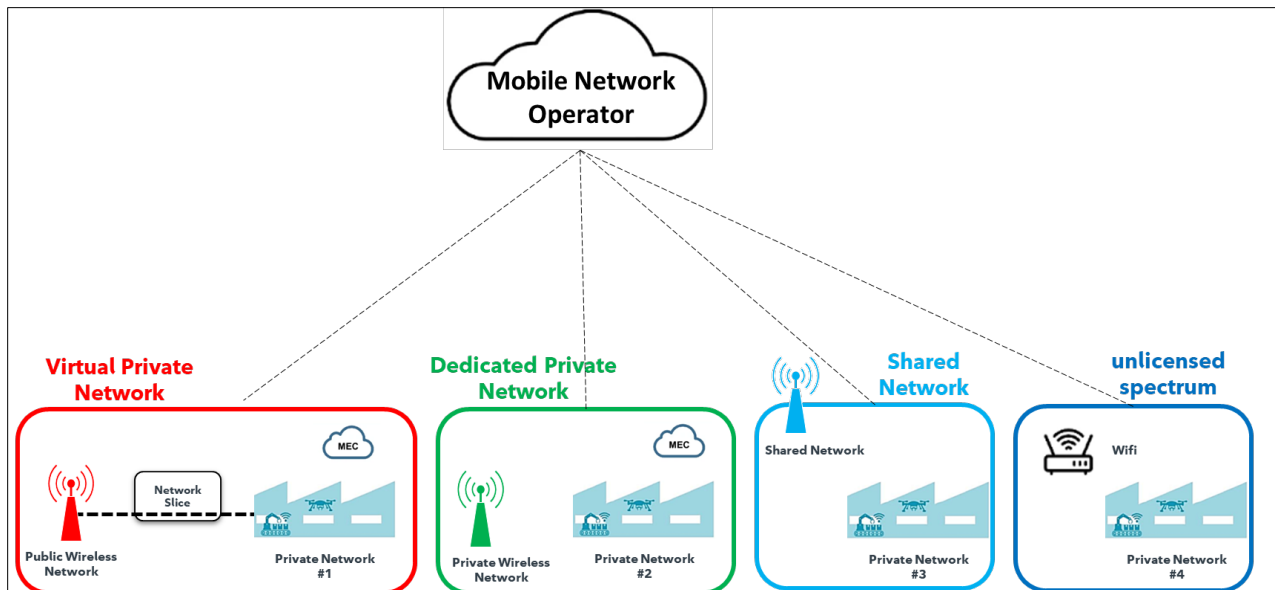 Mobile Network
Operator
Virtual Private
Network
Dedicated Private
Network
Shared
Network
unlicensed
spectrum
MEC
Network
Slice
Public Wireless
Network
Private Network
#1
MEC
Private Wireless
Network
Private Network
#2
Shared Network
Private Network
#3
Wifi
Private Network
#4